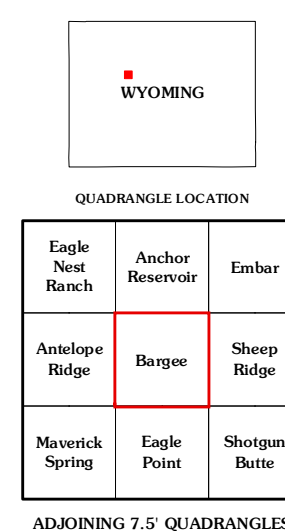 WYOMING
QUADRANGLE LOCATION
Eagle
Nest
Ranch
Anchor
Reservoir
Embar
Antelope
Ridge
Bargee
Sheep
Ridge
Maverick
Spring
Eagle
Point
Shotgun
Butte
ADJOINING 7.5' QUADRANGLES